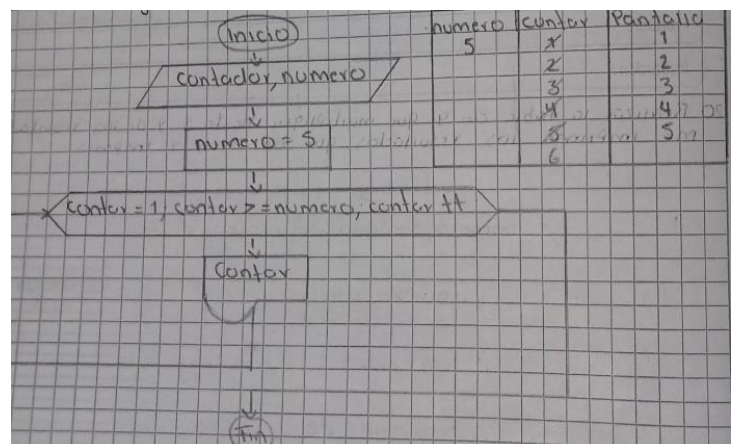 Inicio
contador, numero
numero = 5
contar = 1, contar >= numero, contar ++
Contar
Fin
numero contar Pantalla
5 1 1
2 2
3 3
4 4
5 5
6